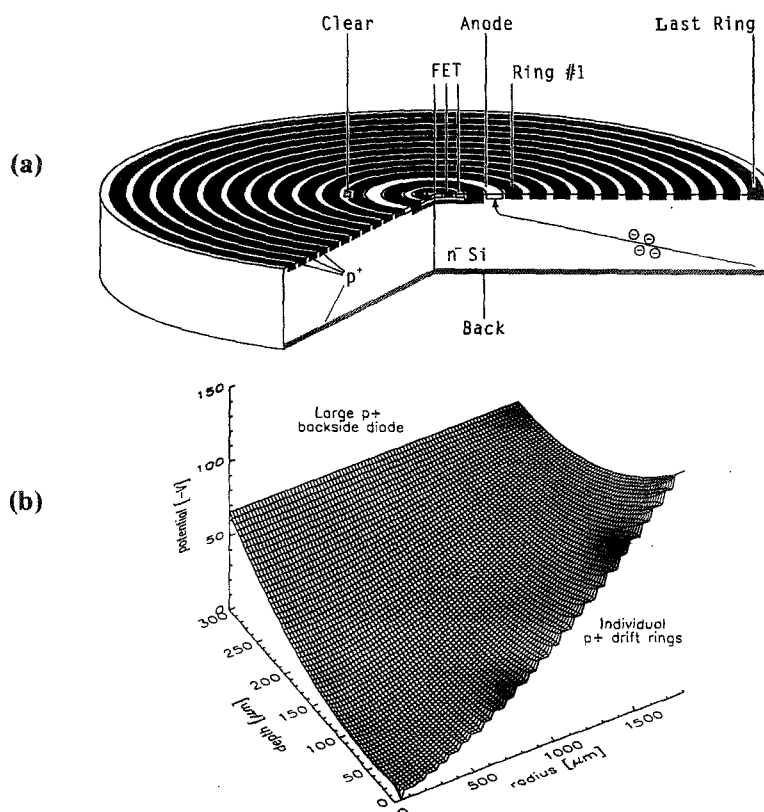 Clear Anode Last Ring
FET Ring #1
(a)
n⁻ Si
p⁺
Back
150
Large p+
backside diode
100
(b)
potential [-V]
50
0
300
250
200
150
100
50
0
depth [µm]
Individual
p+ drift rings
0
500
1000
1500
radius [µm]